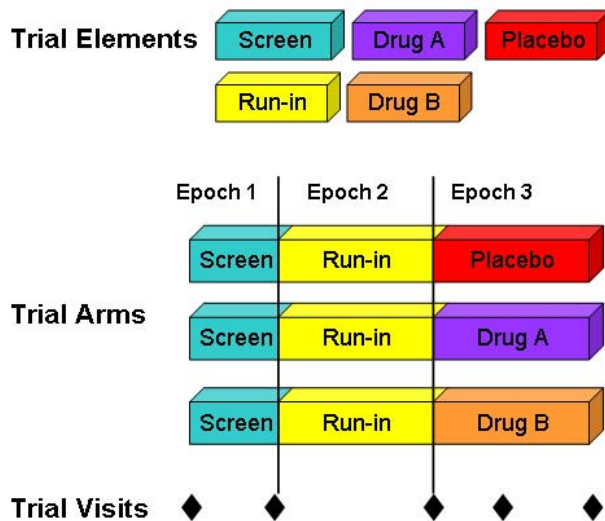 Trial Elements
Screen Drug A Placebo
Run-in Drug B
Epoch 1 Epoch 2 Epoch 3
Screen Run-in Placebo
Trial Arms
Screen Run-in Drug A
Screen Run-in Drug B
Trial Visits